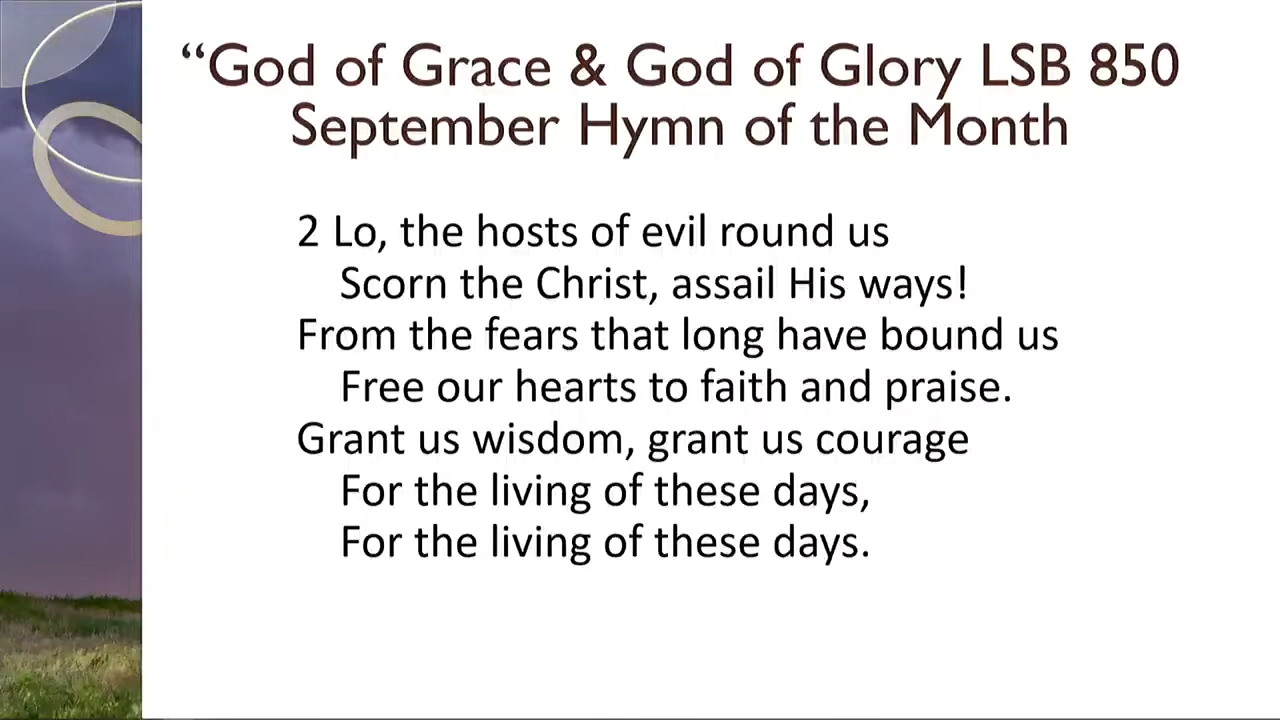 “God of Grace & God of Glory LSB 850
September Hymn of the Month
2 Lo, the hosts of evil round us
Scorn the Christ, assail His ways!
From the fears that long have bound us
Free our hearts to faith and praise.
Grant us wisdom, grant us courage
For the living of these days,
For the living of these days.